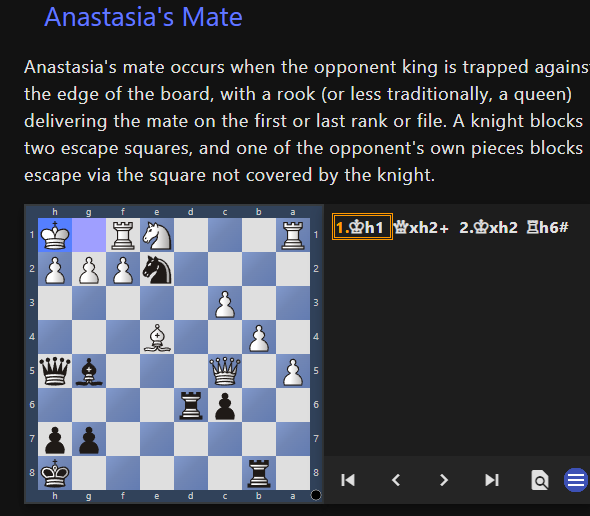 Anastasia's Mate
Anastasia's mate occurs when the opponent king is trapped agains
the edge of the board, with a rook (or less traditionally, a queen)
delivering the mate on the first or last rank or file. A knight blocks
two escape squares, and one of the opponent's own pieces blocks
escape via the square not covered by the knight.
h g f e d c b a
1 1
2 2
3 3
4 4
5 5
6 6
7 7
8 8
h g f e d c b a
1.♔h1 ♛xh2+ 2.♔xh2 ♖h6#